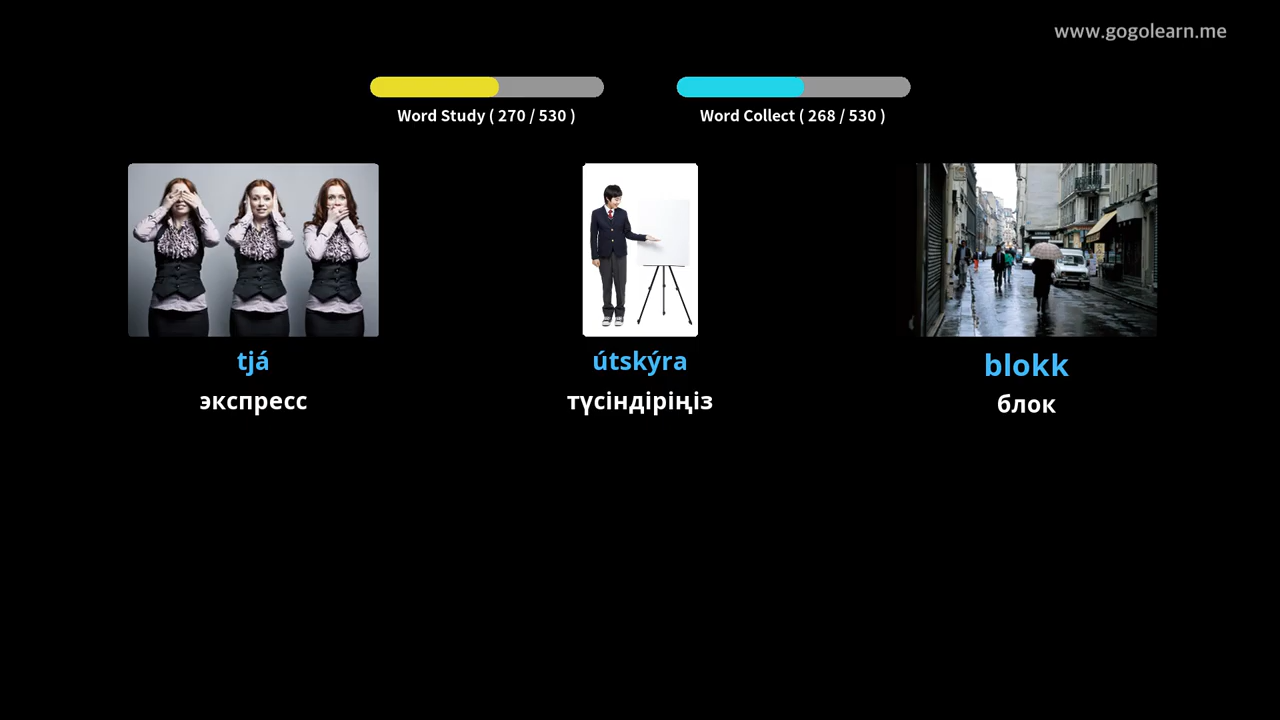 www.gogolearn.me
Word Study ( 270 / 530 )
Word Collect ( 268 / 530 )
tjá
útskýra
blokk
экспресс
түсіндіріңіз
блок